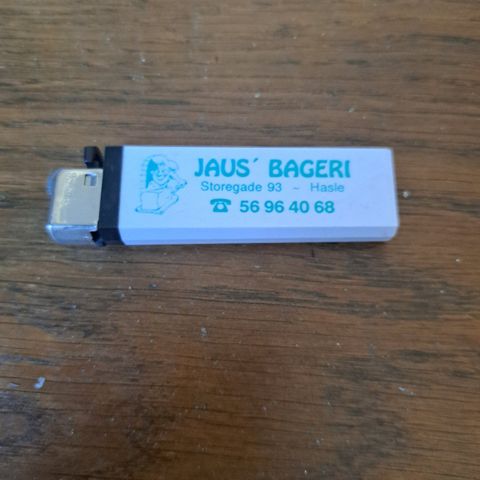 JAUS´ BAGERI
Storegade 93 ~ Hasle
☎ 56 96 40 68